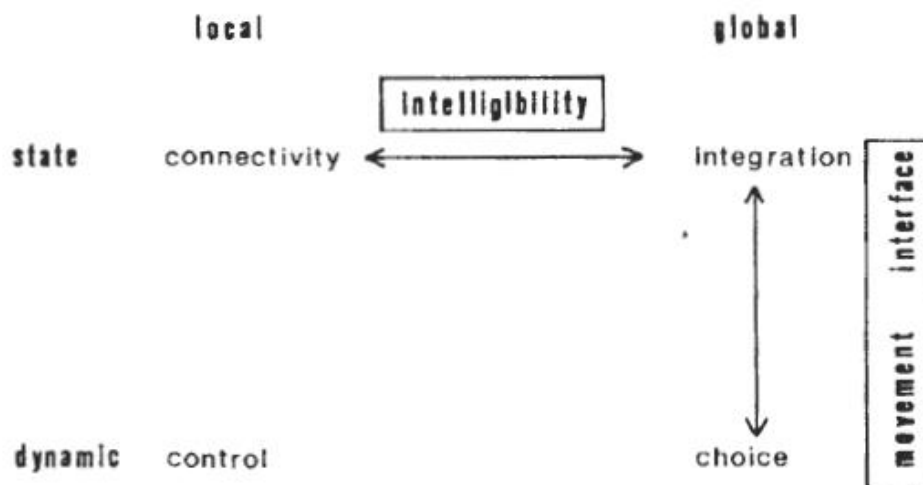 local global
intelligibility
state connectivity integration
movement interface
dynamic control choice